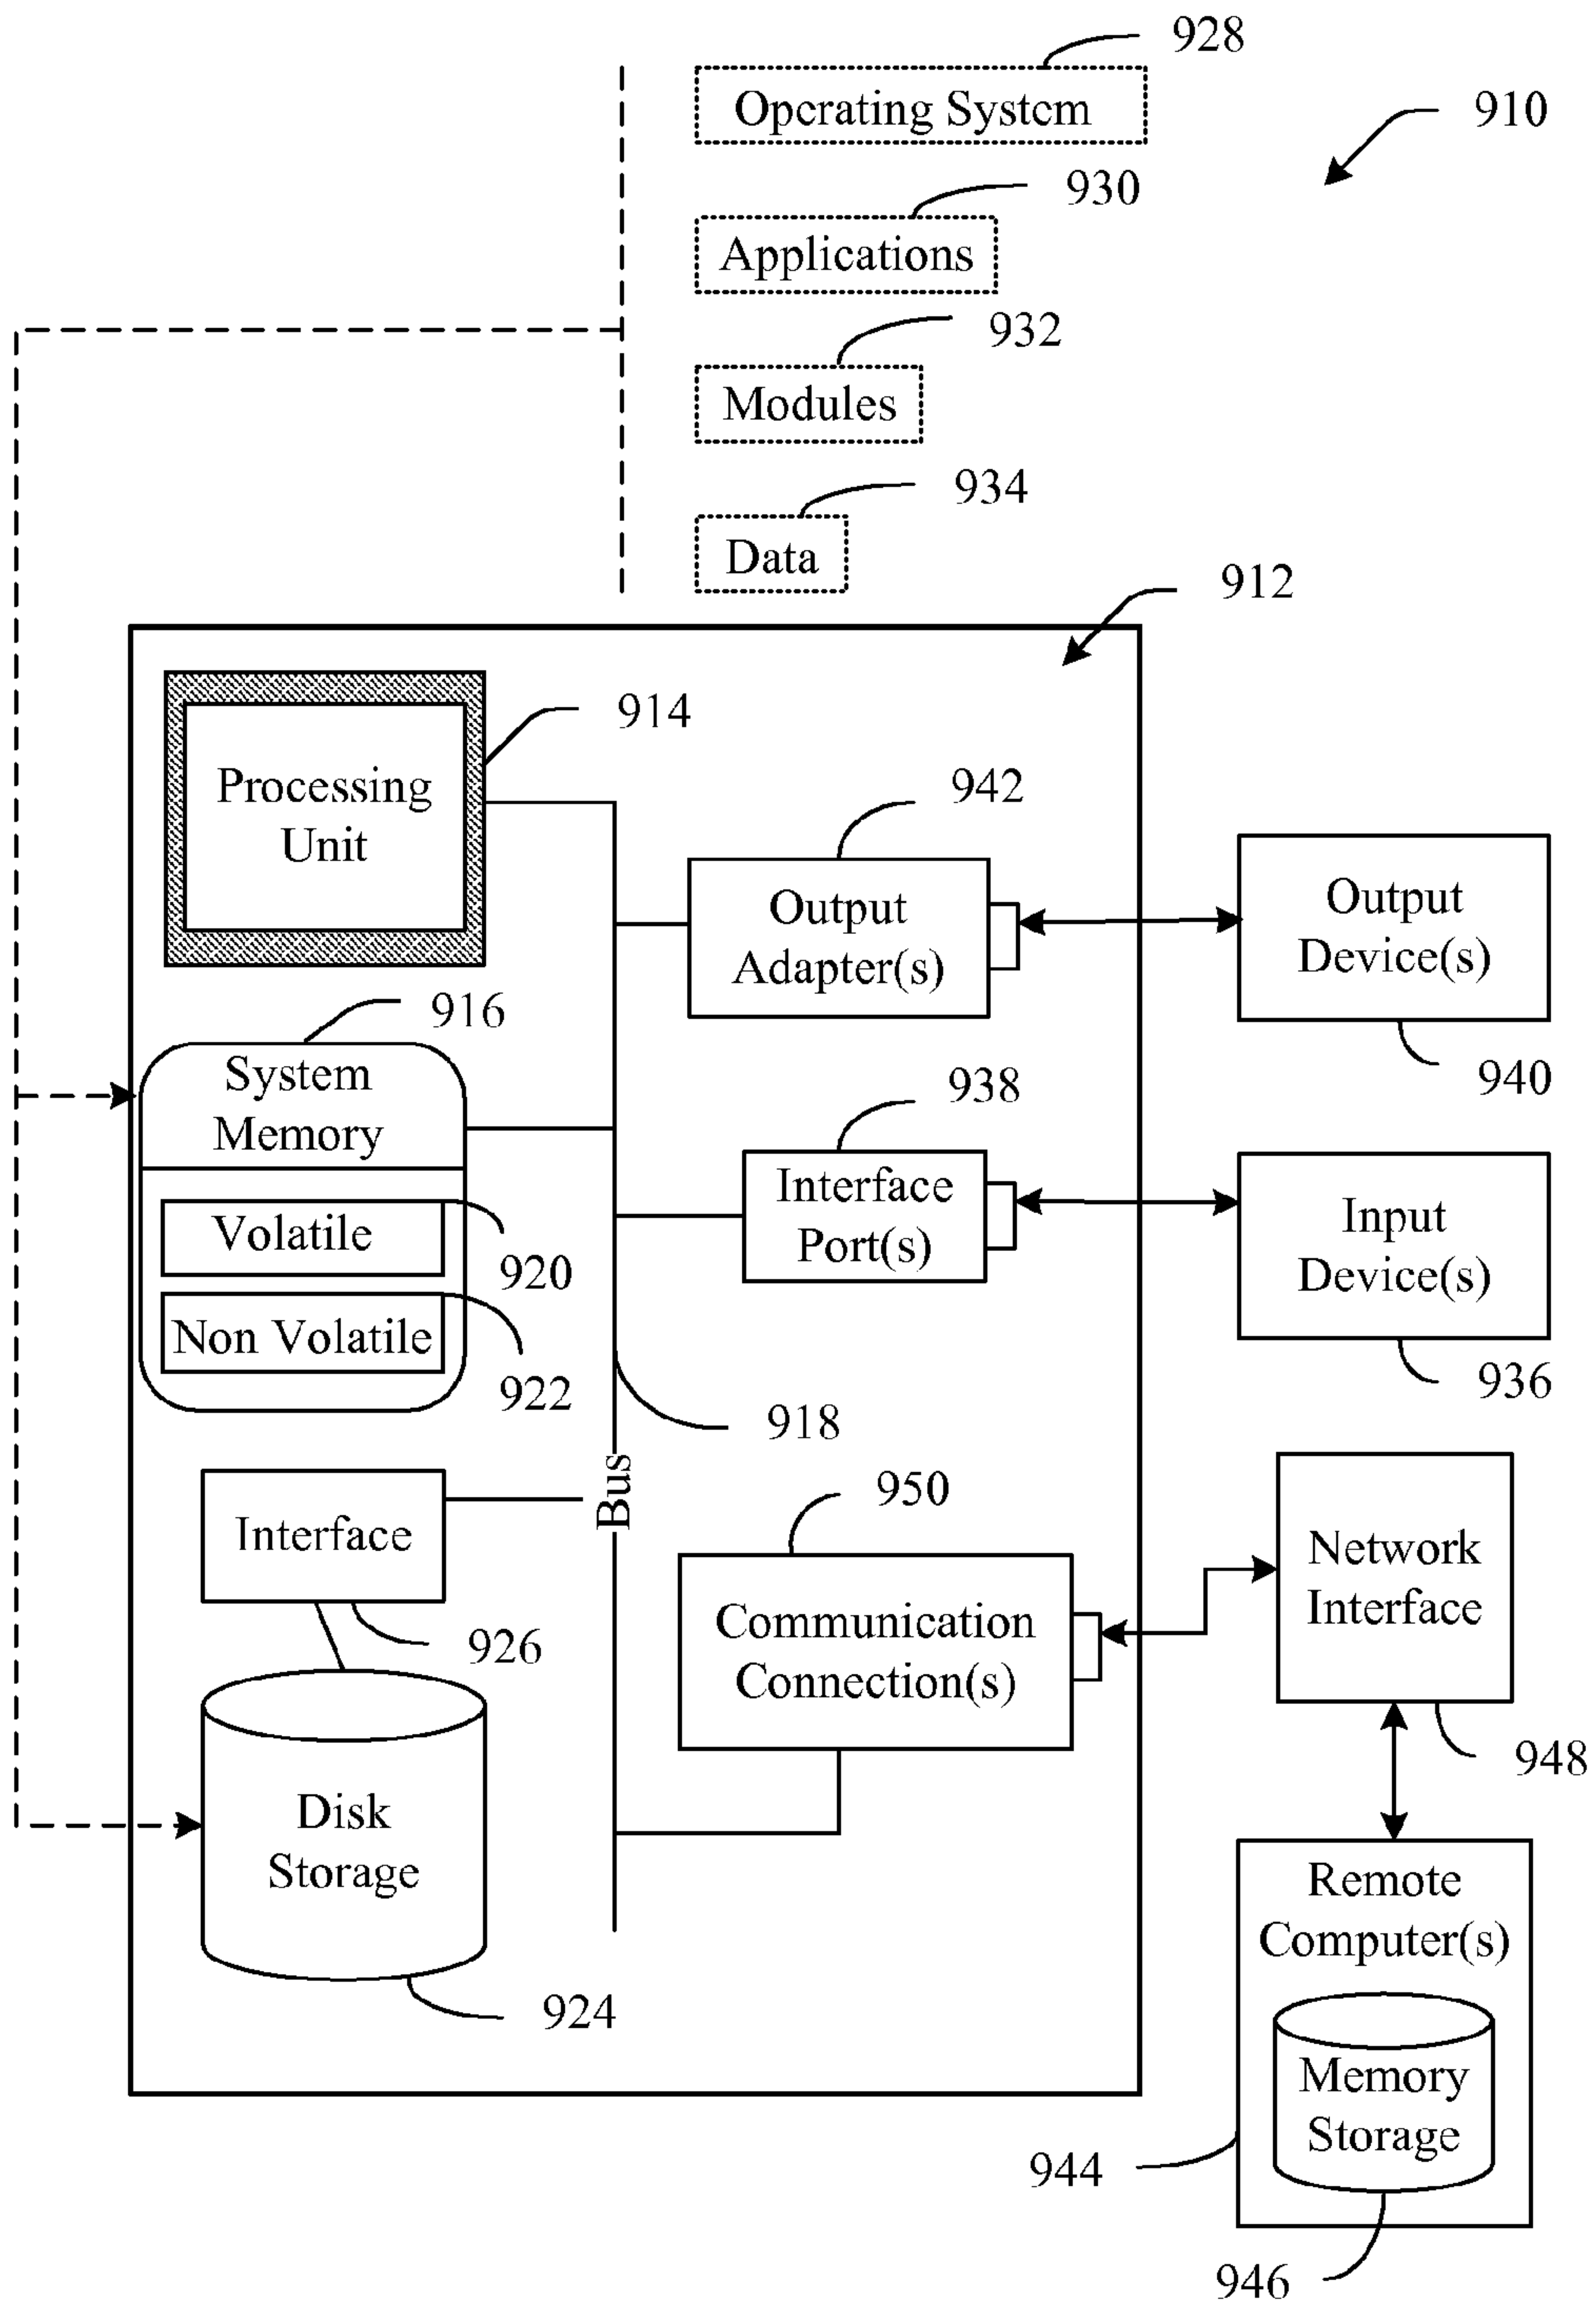 928
Operating System
910
930
Applications
932
Modules
934
Data
912
914
Processing
Unit
942
Output
Adapter(s)
Output
Device(s)
940
916
System
Memory
938
Interface
Port(s)
Input
Device(s)
936
Volatile
920
Non Volatile
922
918
Bus
Interface
926
950
Communication
Connection(s)
Network
Interface
948
Disk
Storage
924
Remote
Computer(s)
Memory
Storage
944
946